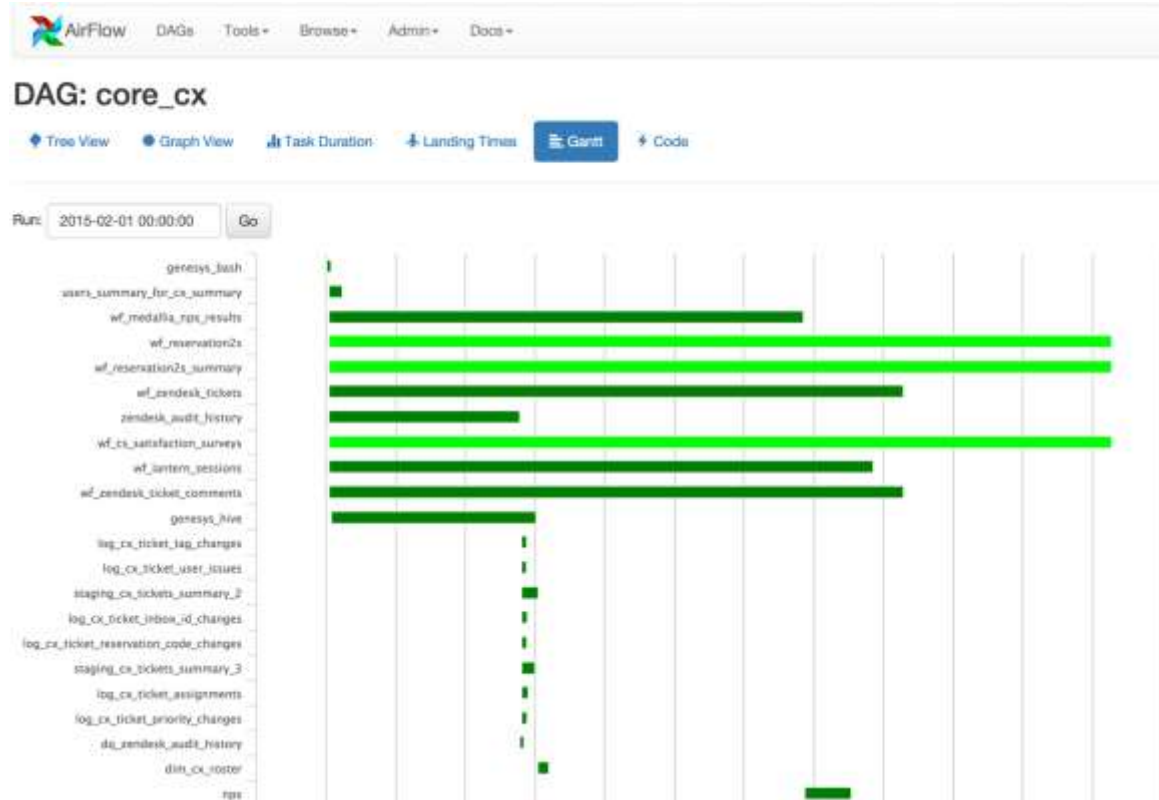 AirFlow DAGs Tools Browse Admin Docs
DAG: core_cx
Tree View Graph View Task Duration Landing Times Gantt Code
Run: 2015-02-01 00:00:00 Go
genesys_bash
users_summary_for_cx_summary
wf_medallia_nps_results
wf_reservation2s
wf_reservation2s_summary
wf_zendesk_tickets
zendesk_audit_history
wf_cs_satisfaction_surveys
wf_lantern_sessions
wf_zendesk_ticket_comments
genesys_hive
log_cx_ticket_tag_changes
log_cx_ticket_user_issues
staging_cx_tickets_summary_2
log_cx_ticket_inbox_id_changes
log_cx_ticket_reservation_code_changes
staging_cx_tickets_summary_3
log_cx_ticket_assignments
log_cx_ticket_priority_changes
dq_zendesk_audit_history
dim_cx_roster
nps